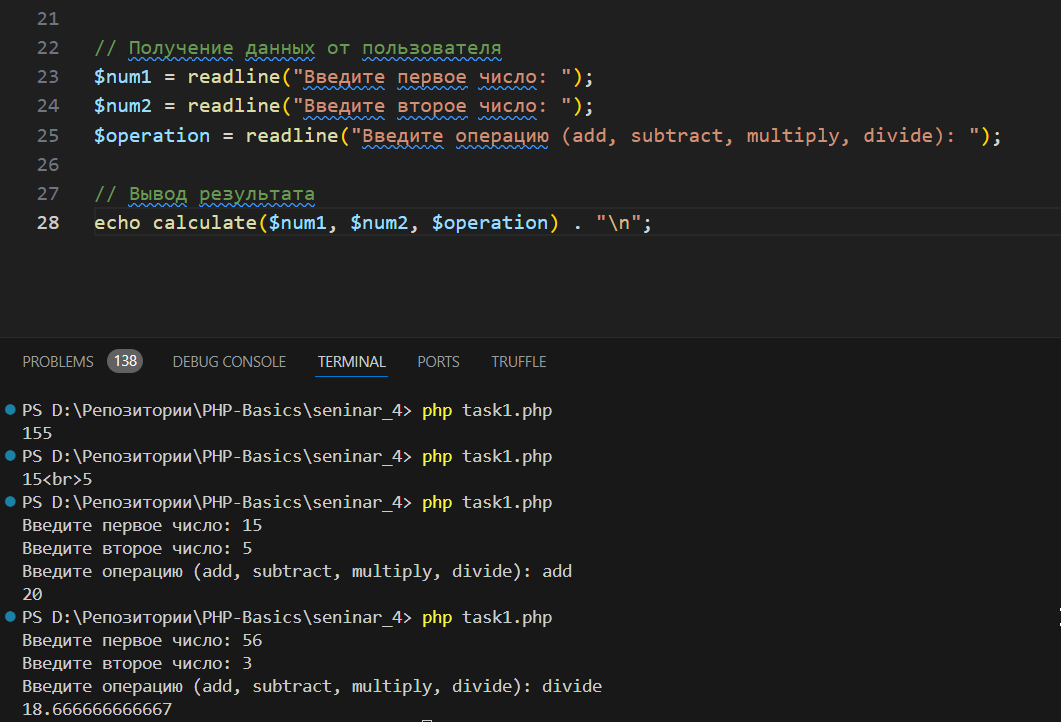 21
22 // Получение данных от пользователя
23 $num1 = readline("Введите первое число: ");
24 $num2 = readline("Введите второе число: ");
25 $operation = readline("Введите операцию (add, subtract, multiply, divide): ");
26
27 // Вывод результата
28 echo calculate($num1, $num2, $operation) . "\n";
PROBLEMS 138 DEBUG CONSOLE TERMINAL PORTS TRUFFLE
PS D:\Репозитории\PHP-Basics\seninar_4> php task1.php
155
PS D:\Репозитории\PHP-Basics\seninar_4> php task1.php
15<br>5
PS D:\Репозитории\PHP-Basics\seninar_4> php task1.php
Введите первое число: 15
Введите второе число: 5
Введите операцию (add, subtract, multiply, divide): add
20
PS D:\Репозитории\PHP-Basics\seninar_4> php task1.php
Введите первое число: 56
Введите второе число: 3
Введите операцию (add, subtract, multiply, divide): divide
18.666666666667